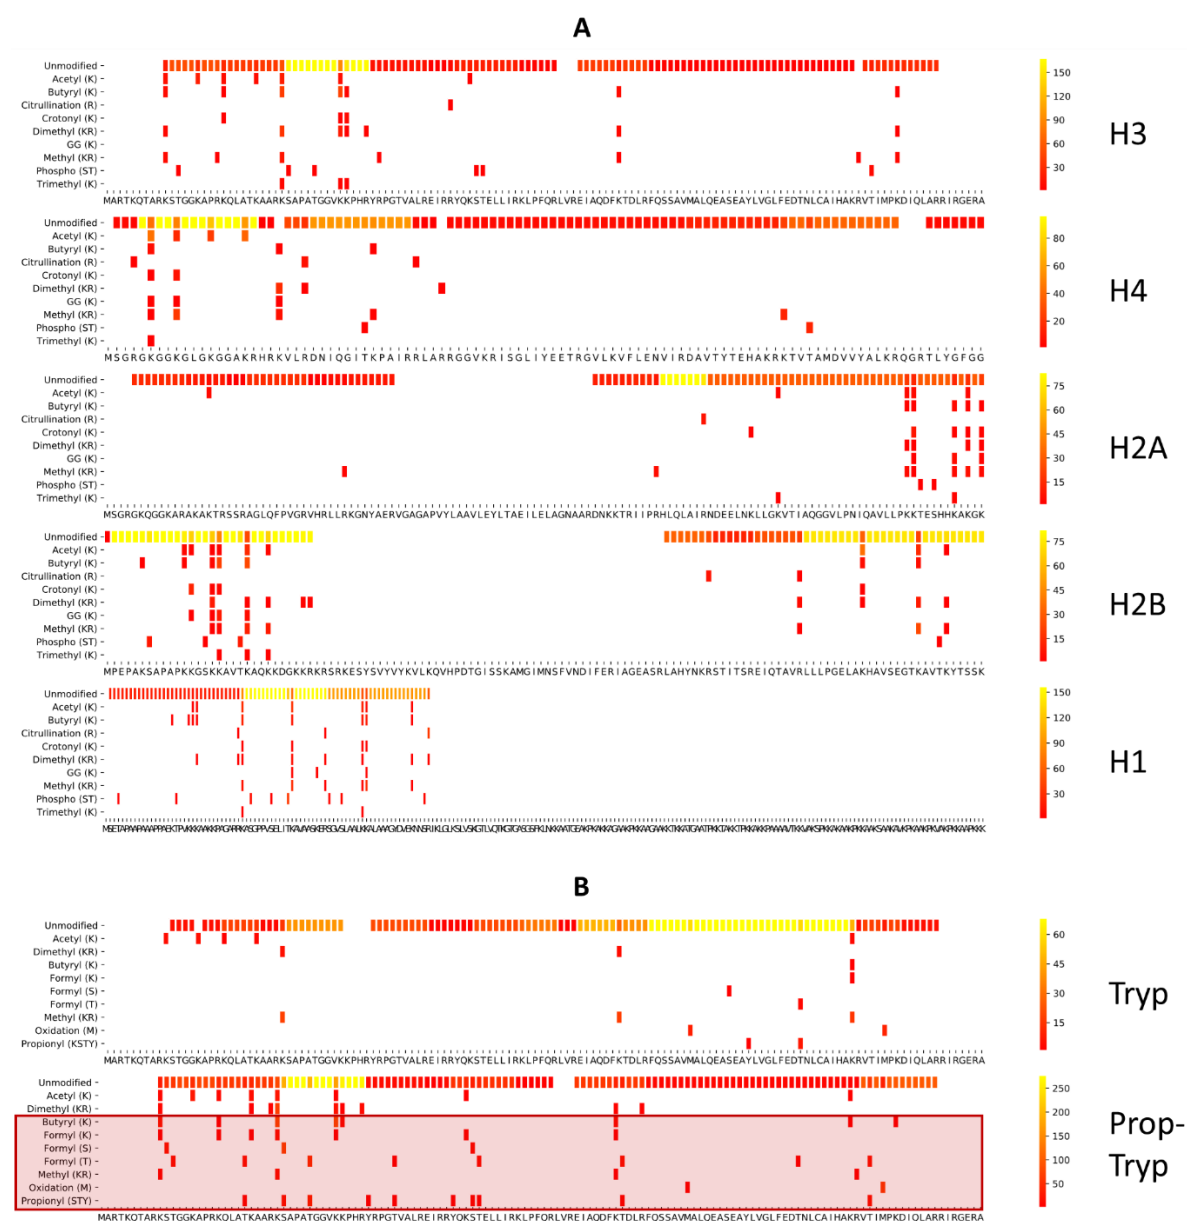 A
Unmodified
Acetyl (K)
Butyryl (K)
Citrullination (R)
Crotonyl (K)
Dimethyl (KR)
GG (K)
Methyl (KR)
Phospho (ST)
Trimethyl (K)
MARTKQTARKSTGGKAPRKQLATKAARKSAPATGGVKKPHRYRPGTVALREIRRYQKSTELLIRKLPFQRLVREIAQDFKTDLRFQSSAVMALQEASEAYLVGLFEDTNLCAIHAKRVTIMPKDIQLARRIRGERA
150
120
90
60
30
H3
Unmodified
Acetyl (K)
Butyryl (K)
Citrullination (R)
Crotonyl (K)
Dimethyl (KR)
GG (K)
Methyl (KR)
Phospho (ST)
Trimethyl (K)
MSGRGKGGKGLGKGGAKRHRKVLRDNIQGITKPAIRRLARRGGVKRISGLIYEETRGVLKVFLENVIRDAVTYTEHAKRKTVTAMDVVYALKRQGRTLYGFGG
80
60
40
20
H4
Unmodified
Acetyl (K)
Butyryl (K)
Citrullination (R)
Crotonyl (K)
Dimethyl (KR)
GG (K)
Methyl (KR)
Phospho (ST)
Trimethyl (K)
MSGRGKQGGKARAKAKTRSSRAGLQFPVGRVHRLLRKGNYAERVGAGAPVYLAAVLEYLTAEILELAGNAARDNKKTRIIPRHLQLAIRNDEELNKLLGKVTIAQGGVLPNIQAVLLPKKTESHHKAKGK
75
60
45
30
15
H2A
Unmodified
Acetyl (K)
Butyryl (K)
Citrullination (R)
Crotonyl (K)
Dimethyl (KR)
GG (K)
Methyl (KR)
Phospho (ST)
Trimethyl (K)
MPEPAKSAPAPKKGSKKAVTKAQKKDGKKRKRSRKESYSVYVYKVLKQVHPDTGISSKAMGIMNSFVNDIFERIAGEASRLAHYNKRSTITSREIQTAVRLLLPGELAKHAVSEGTKAVTKYTSSK
75
60
45
30
15
H2B
Unmodified
Acetyl (K)
Butyryl (K)
Citrullination (R)
Crotonyl (K)
Dimethyl (KR)
GG (K)
Methyl (KR)
Phospho (ST)
Trimethyl (K)
150
120
90
60
30
H1
B
Unmodified
Acetyl (K)
Dimethyl (KR)
Butyryl (K)
Formyl (K)
Formyl (S)
Formyl (T)
Methyl (KR)
Oxidation (M)
Propionyl (KSTY)
MARTKQTARKSTGGKAPRKQLATKAARKSAPATGGVKKPHRYRPGTVALREIRRYQKSTELLIRKLPFQRLVREIAQDFKTDLRFQSSAVMALQEASEAYLVGLFEDTNLCAIHAKRVTIMPKDIQLARRIRGERA
60
45
30
15
Tryp
Unmodified
Acetyl (K)
Dimethyl (KR)
Butyryl (K)
Formyl (K)
Formyl (S)
Formyl (T)
Methyl (KR)
Oxidation (M)
Propionyl (STY)
MARTKQTARKSTGGKAPRKQLATKAARKSAPATGGVKKPHRYRPGTVALREIRRYQKSTELLIRKLPFQRLVREIAQDFKTDLRFQSSAVMALQEASEAYLVGLFEDTNLCAIHAKRVTIMPKDIQLARRIRGERA
250
200
150
100
50
Prop-
Tryp